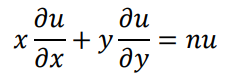 x ∂u/∂x + y ∂u/∂y = nu